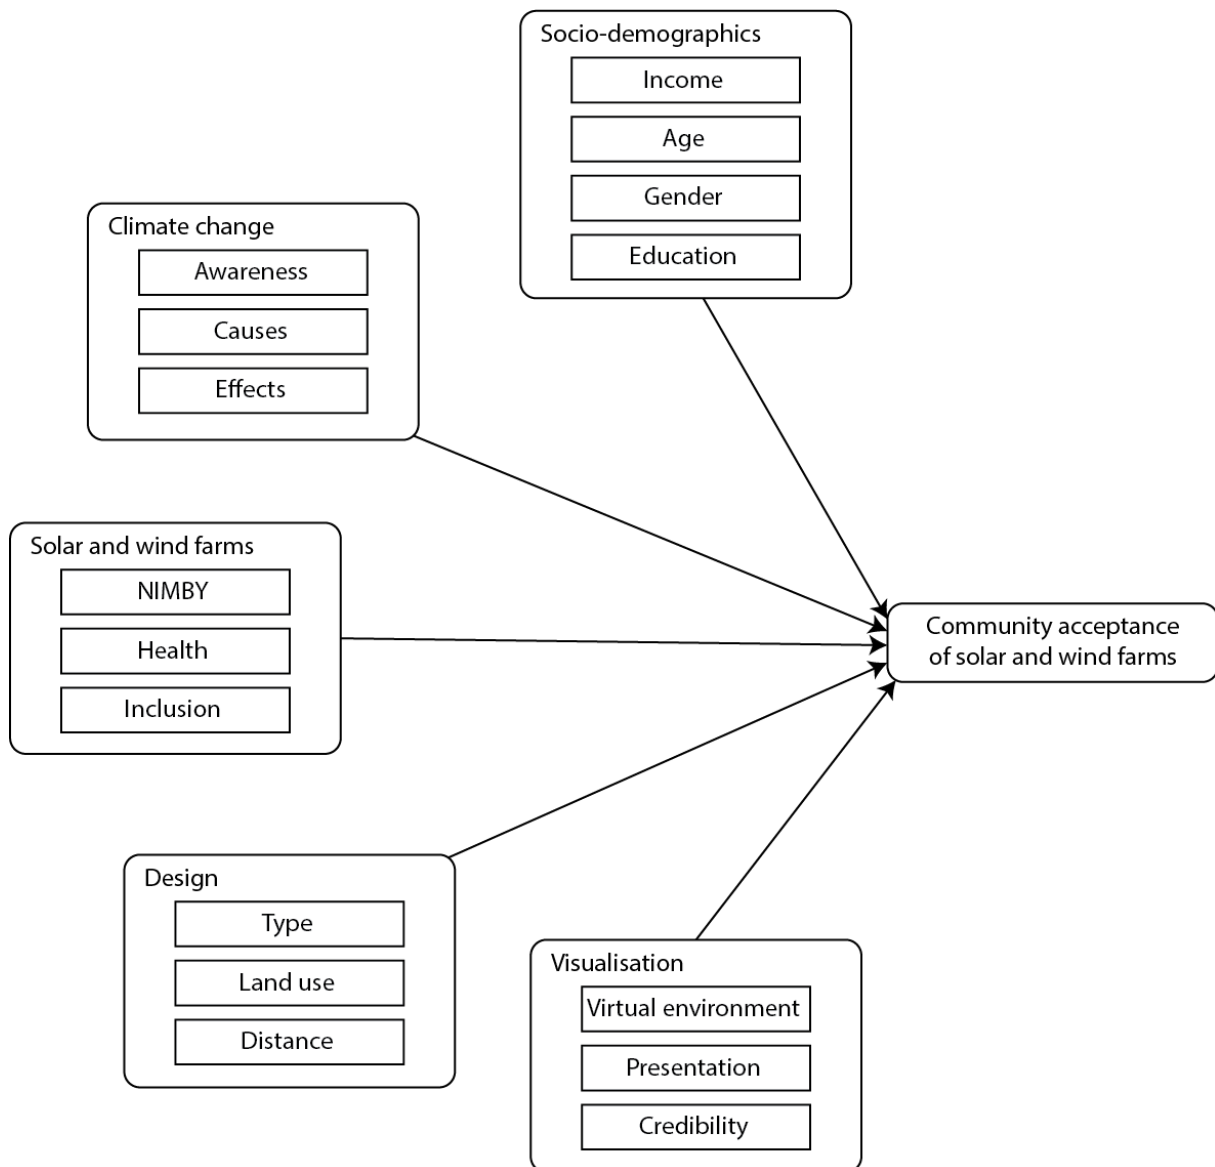 Socio-demographics
Income
Age
Gender
Education
Climate change
Awareness
Causes
Effects
Solar and wind farms
NIMBY
Health
Inclusion
Community acceptance
of solar and wind farms
Design
Type
Land use
Distance
Visualisation
Virtual environment
Presentation
Credibility